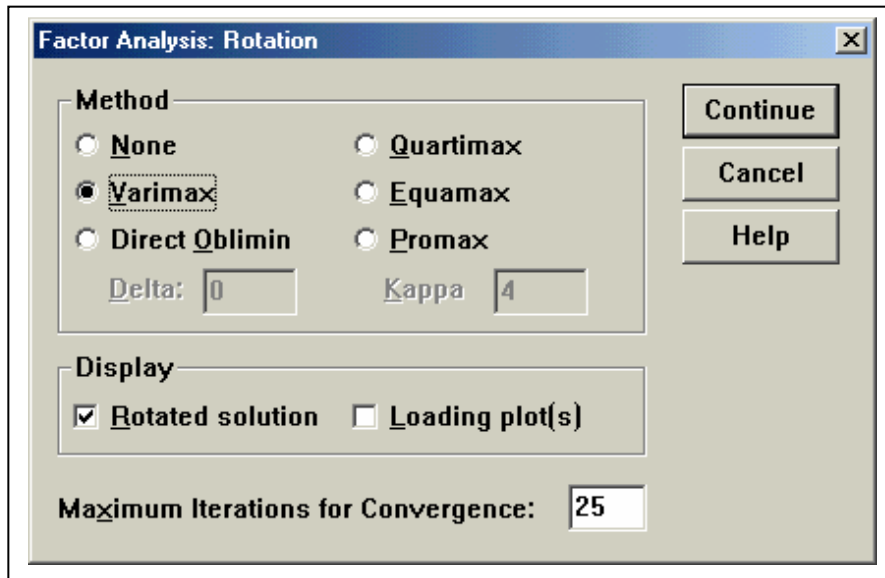 Factor Analysis: Rotation
Method
None
Quartimax
Varimax
Equamax
Direct Oblimin
Promax
Delta: 0
Kappa 4
Display
Rotated solution
Loading plot(s)
Maximum Iterations for Convergence: 25
Continue
Cancel
Help